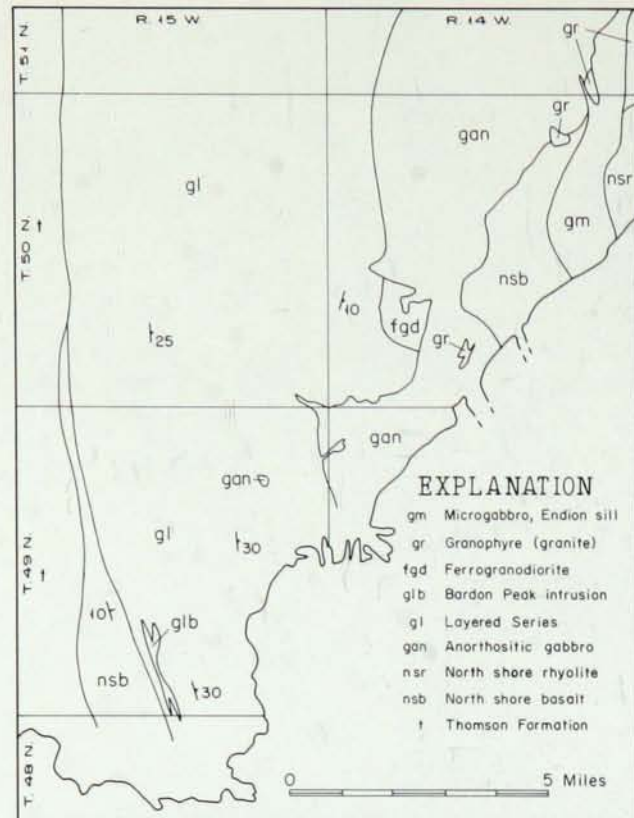 R. 15 W.
R. 14 W.
T. 51 N.
gr
gr
gan
gl
nsr
gm
T. 50 N.
t
nsb
10
fgd
25
gr
gan
gan
EXPLANATION
gm Microgabbro, Endion sill
gr Granophyre (granite)
fgd Ferrogranodiorite
glb Bardon Peak intrusion
gl Layered Series
gan Anorthositic gabbro
nsr North shore rhyolite
nsb North shore basalt
t Thomson Formation
gl
30
T. 49 N.
t
10
glb
nsb
30
T. 48 N.
0 5 Miles